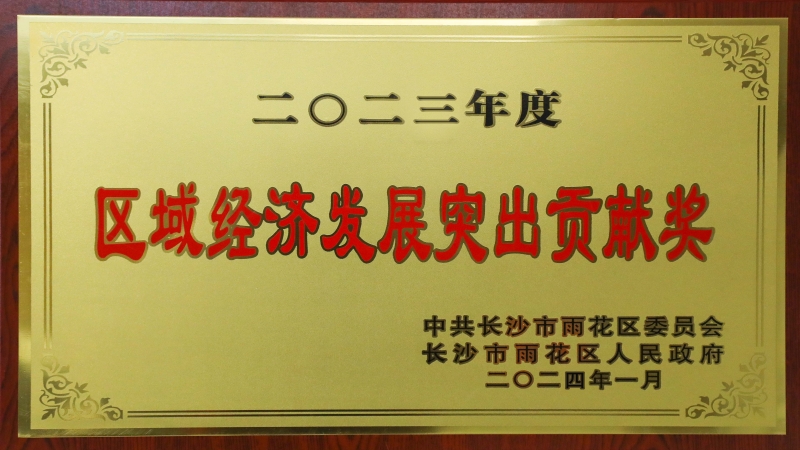 二〇二三年度
区域经济发展突出贡献奖
中共长沙市雨花区委员会
长沙市雨花区人民政府
二〇二四年一月